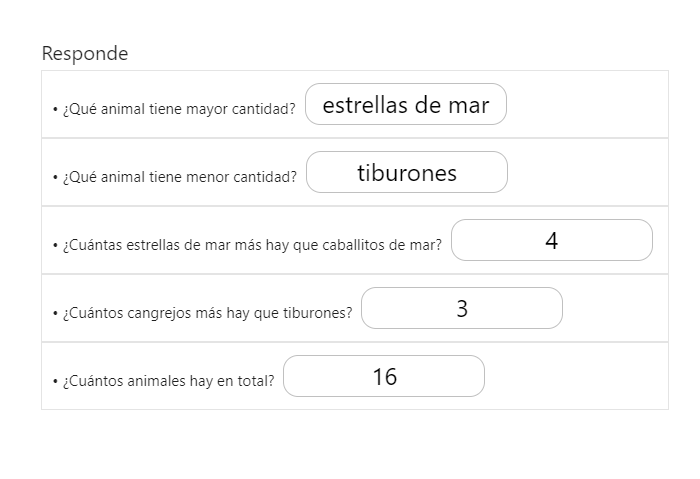 Responde
• ¿Qué animal tiene mayor cantidad? estrellas de mar
• ¿Qué animal tiene menor cantidad? tiburones
• ¿Cuántas estrellas de mar más hay que caballitos de mar? 4
• ¿Cuántos cangrejos más hay que tiburones? 3
• ¿Cuántos animales hay en total? 16